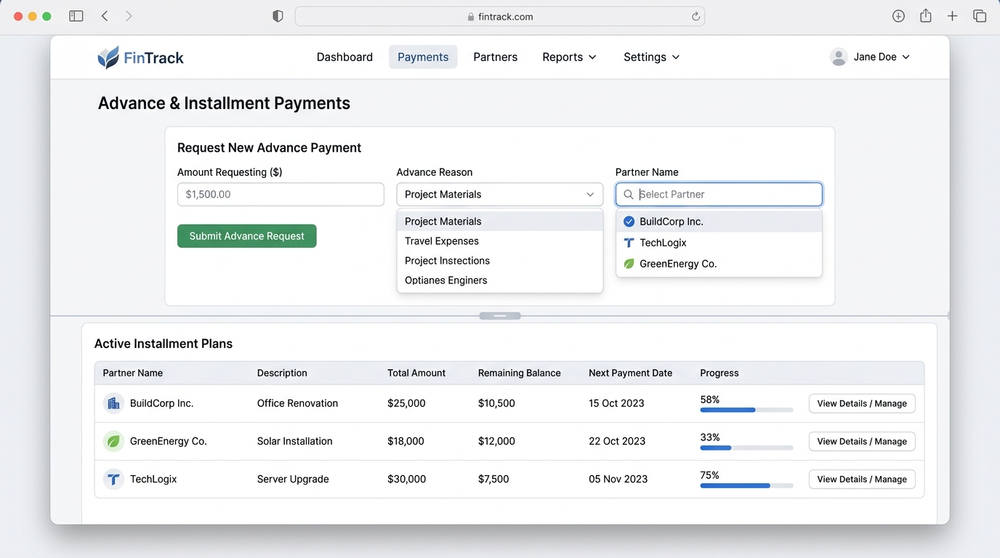 fintrack.com
FinTrack
Dashboard
Payments
Partners
Reports
Settings
Jane Doe
Advance & Installment Payments
Request New Advance Payment
Amount Requesting ($)
$1,500.00
Submit Advance Request
Advance Reason
Project Materials
Project Materials
Travel Expenses
Project Insrections
Optianes Enginers
Partner Name
Select Partner
BuildCorp Inc.
TechLogix
GreenEnergy Co.
Active Installment Plans
Partner Name Description Total Amount Remaining Balance Next Payment Date Progress
BuildCorp Inc. Office Renovation $25,000 $10,500 15 Oct 2023 58% View Details / Manage
GreenEnergy Co. Solar Installation $18,000 $12,000 22 Oct 2023 33% View Details / Manage
TechLogix Server Upgrade $30,000 $7,500 05 Nov 2023 75% View Details / Manage